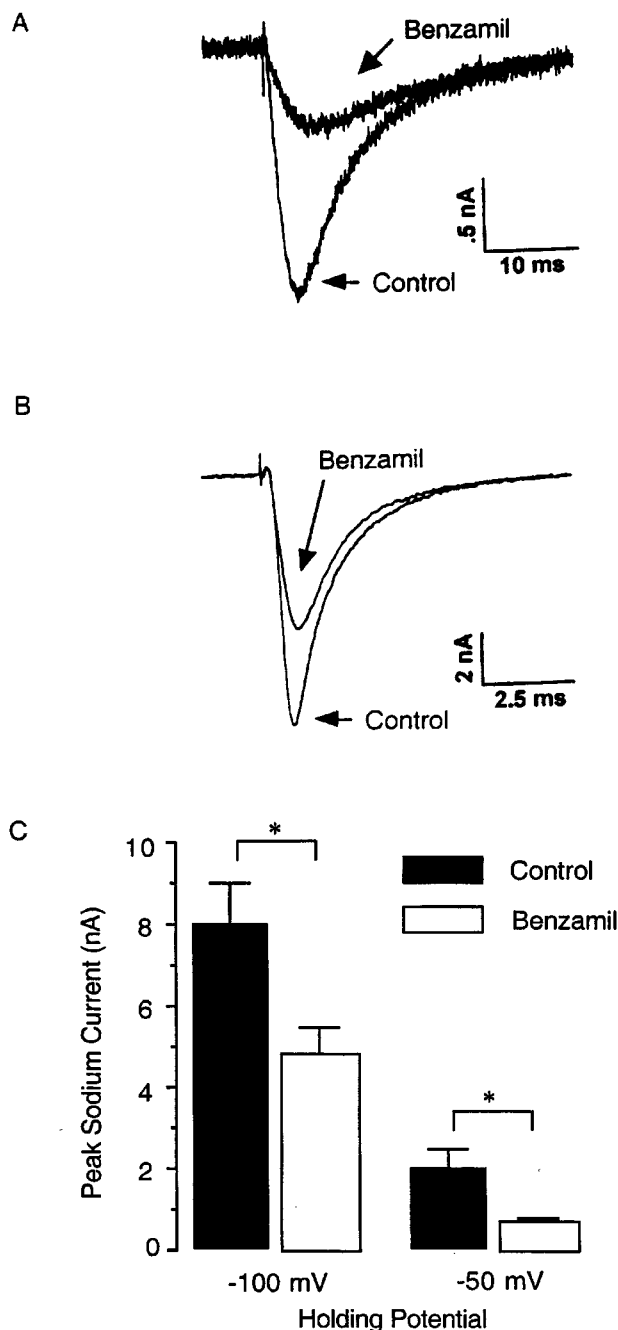 A
Benzamil
.5 nA
10 ms
Control
B
Benzamil
2 nA
2.5 ms
Control
C
10
8
6
4
2
0
Peak Sodium Current (nA)
*
*
Control
Benzamil
-100 mV
-50 mV
Holding Potential